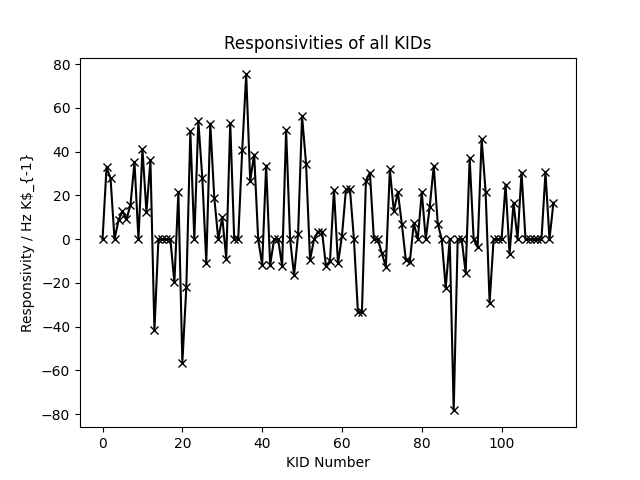 Responsivities of all KIDs
Responsivity / Hz K$_{-1}
80
60
40
20
0
−20
−40
−60
−80
0 20 40 60 80 100
KID Number